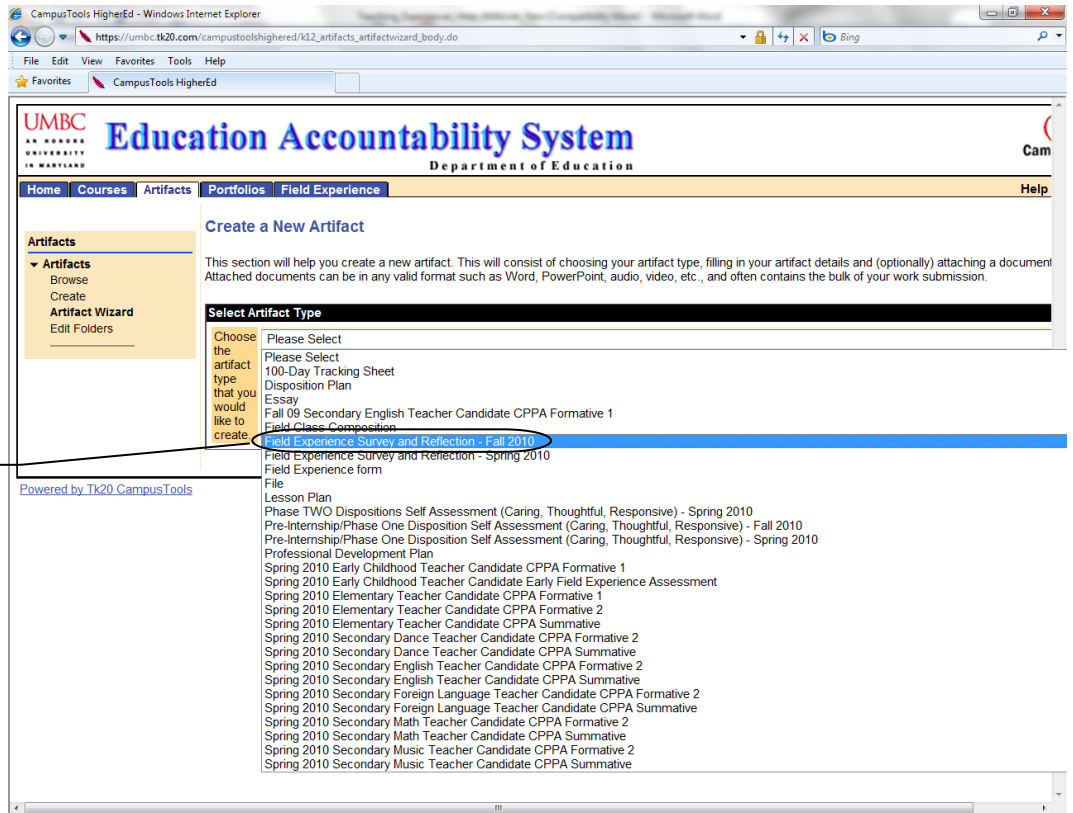 CampusTools HigherEd - Windows Internet Explorer
https://umbc.tk20.com/campustoolshighered/k12_artifacts_artifactwizard_body.do
Bing
File Edit View Favorites Tools Help
Favorites
CampusTools HigherEd
UMBC
AN HONORS
UNIVERSITY
IN MARYLAND
Education Accountability System
Department of Education
Cam
Home Courses Artifacts Portfolios Field Experience
Help
Artifacts
Artifacts
Browse
Create
Artifact Wizard
Edit Folders
Create a New Artifact
This section will help you create a new artifact. This will consist of choosing your artifact type, filling in your artifact details and (optionally) attaching a document
Attached documents can be in any valid format such as Word, PowerPoint, audio, video, etc., and often contains the bulk of your work submission.
Select Artifact Type
Choose
the
artifact
type
that you
would
like to
create.
Please Select
Please Select
100-Day Tracking Sheet
Disposition Plan
Essay
Fall 09 Secondary English Teacher Candidate CPPA Formative 1
Field Class Composition
Field Experience Survey and Reflection - Fall 2010
Field Experience Survey and Reflection - Spring 2010
Field Experience form
File
Lesson Plan
Phase TWO Dispositions Self Assessment (Caring, Thoughtful, Responsive) - Spring 2010
Pre-Internship/Phase One Disposition Self Assessment (Caring, Thoughtful, Responsive) - Fall 2010
Pre-Internship/Phase One Disposition Self Assessment (Caring, Thoughtful, Responsive) - Spring 2010
Professional Development Plan
Spring 2010 Early Childhood Teacher Candidate CPPA Formative 1
Spring 2010 Early Childhood Teacher Candidate Early Field Experience Assessment
Spring 2010 Elementary Teacher Candidate CPPA Formative 1
Spring 2010 Elementary Teacher Candidate CPPA Formative 2
Spring 2010 Elementary Teacher Candidate CPPA Summative
Spring 2010 Secondary Dance Teacher Candidate CPPA Formative 2
Spring 2010 Secondary Dance Teacher Candidate CPPA Summative
Spring 2010 Secondary English Teacher Candidate CPPA Formative 2
Spring 2010 Secondary English Teacher Candidate CPPA Summative
Spring 2010 Secondary Foreign Language Teacher Candidate CPPA Formative 2
Spring 2010 Secondary Foreign Language Teacher Candidate CPPA Summative
Spring 2010 Secondary Math Teacher Candidate CPPA Formative 2
Spring 2010 Secondary Math Teacher Candidate CPPA Summative
Spring 2010 Secondary Music Teacher Candidate CPPA Formative 2
Spring 2010 Secondary Music Teacher Candidate CPPA Summative
Powered by Tk20 CampusTools